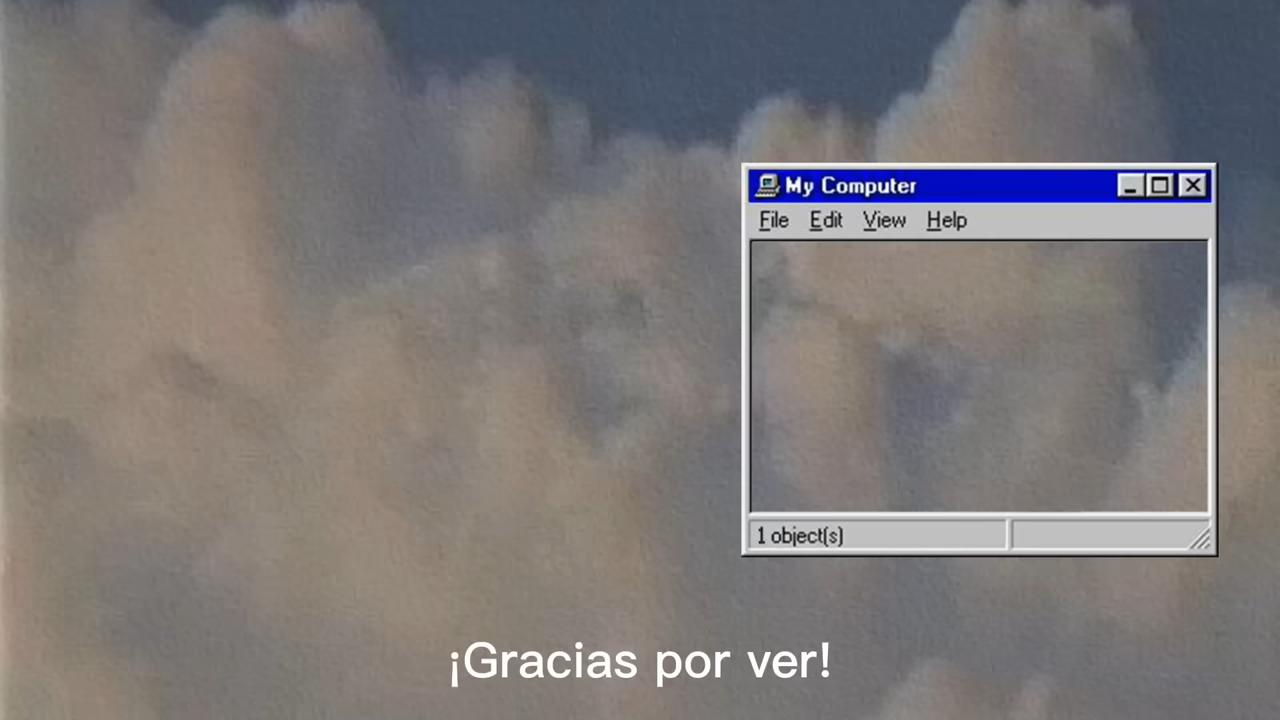 My Computer
File Edit View Help
1 object(s)
¡Gracias por ver!